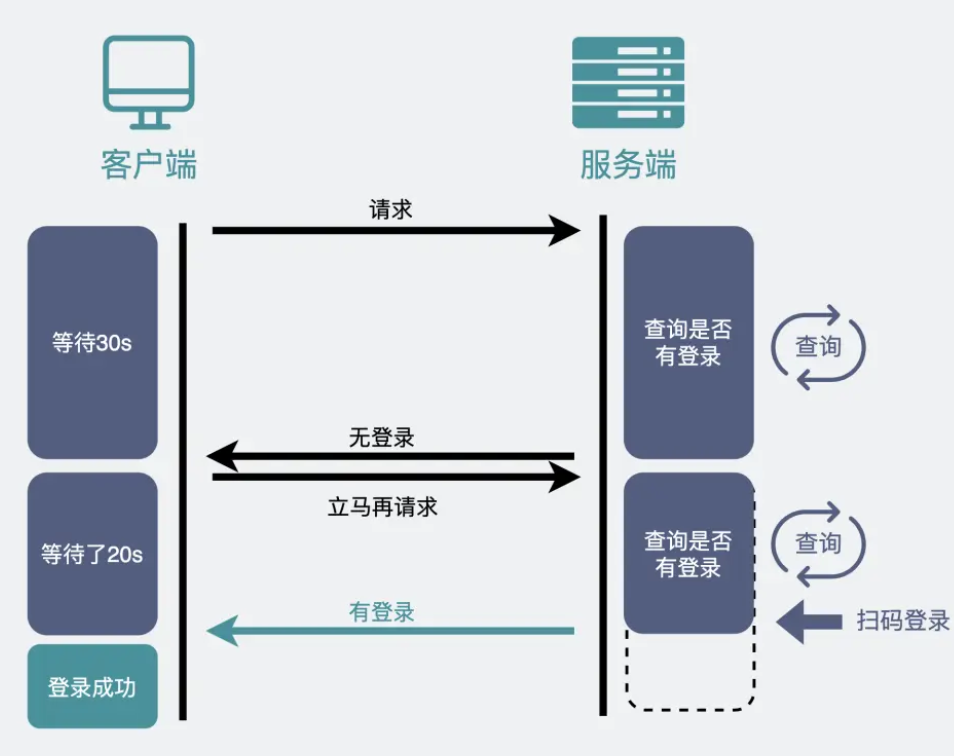 客户端
服务端
请求
等待30s
查询是否
有登录
查询
无登录
立马再请求
等待了20s
查询是否
有登录
查询
有登录
扫码登录
登录成功